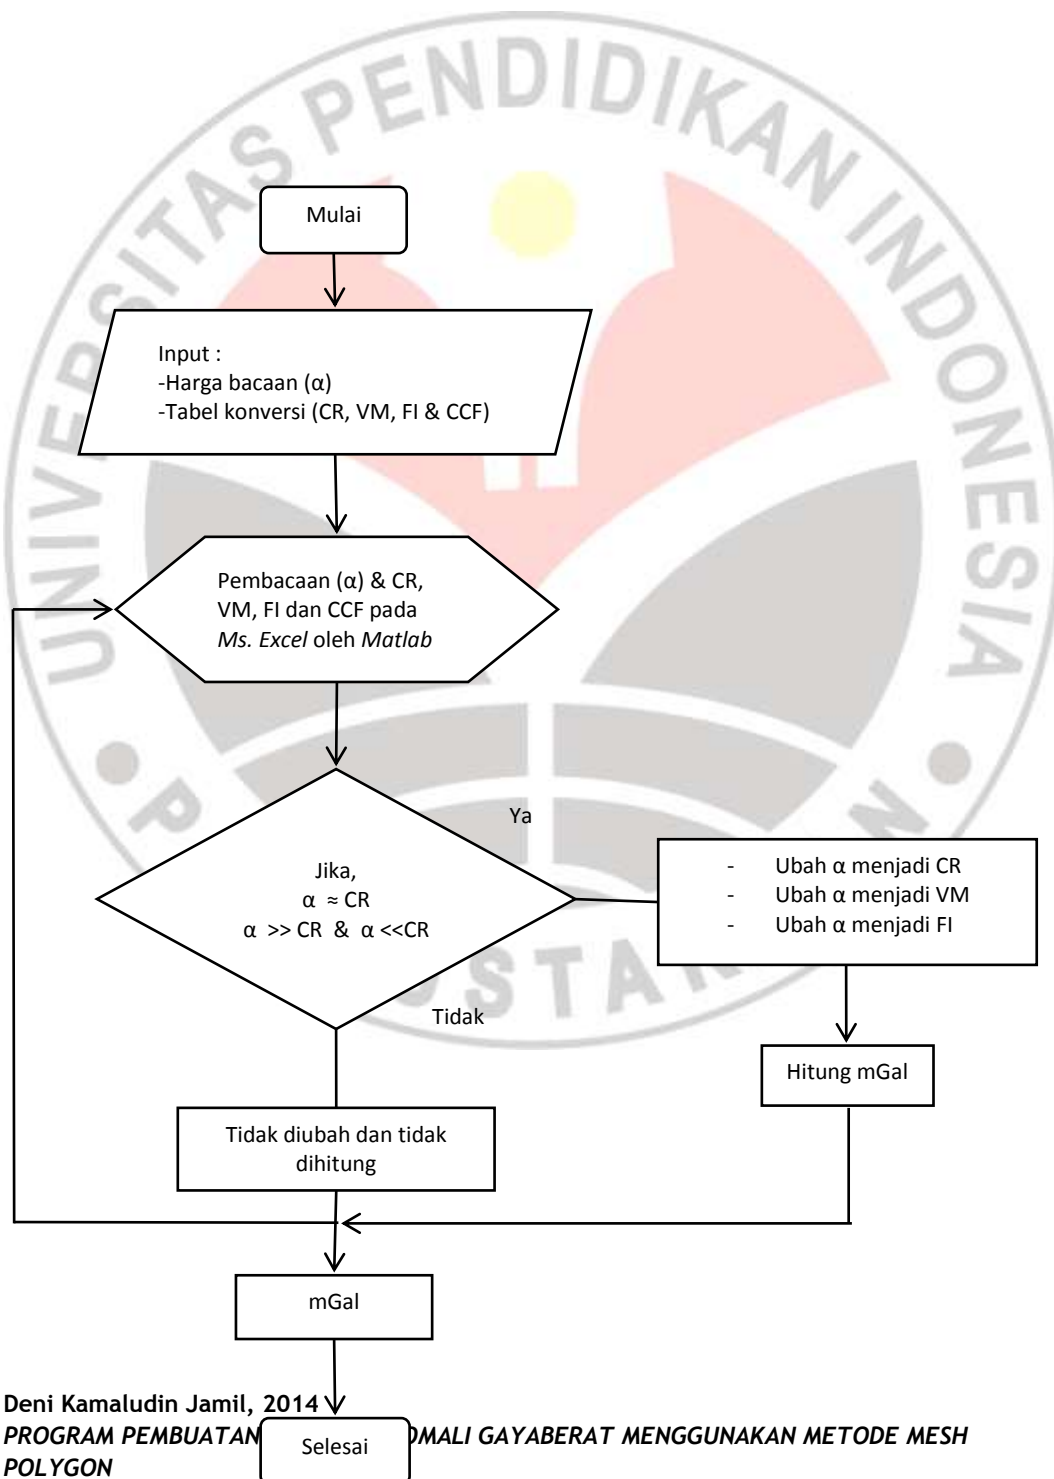 UNIVERSITAS PENDIDIKAN INDONESIA
Mulai
Input :
-Harga bacaan (α)
-Tabel konversi (CR, VM, FI & CCF)
Pembacaan (α) & CR,
VM, FI dan CCF pada
Ms. Excel oleh Matlab
Ya
Jika,
α ≈ CR
α >> CR & α <<CR
- Ubah α menjadi CR
- Ubah α menjadi VM
- Ubah α menjadi FI
Tidak
Hitung mGal
Tidak diubah dan tidak
dihitung
mGal
Deni Kamaludin Jamil, 2014
PROGRAM PEMBUATAN OMALI GAYABERAT MENGGUNAKAN METODE MESH
POLYGON
Selesai